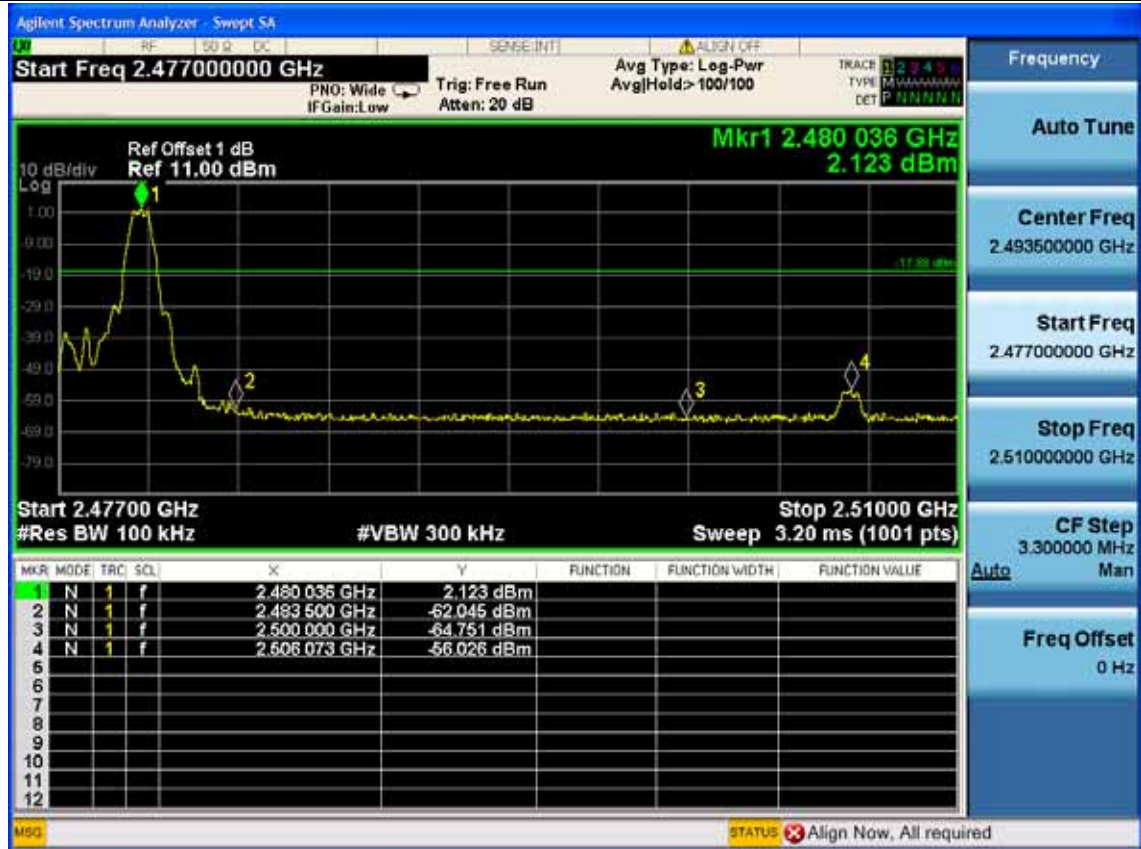 Agilent Spectrum Analyzer - Swept SA
RF 50 Ω DC SENSE:INT ALIGN OFF
Start Freq 2.477000000 GHz
PNO: Wide
IFGain:Low
Trig: Free Run
Atten: 20 dB
Avg Type: Log-Pwr
Avg|Hold>100/100
TRACE 1 2 3 4 5 6
TYPE M
DET P N N N N N
Ref Offset 1 dB
10 dB/div Ref 11.00 dBm
Log
Mkr1 2.480 036 GHz
2.123 dBm
1
1.00
-9.00
-17.88 dBm
-19.0
-29.0
-39.0
4
-49.0
2
3
-59.0
-69.0
-79.0
Start 2.47700 GHz Stop 2.51000 GHz
#Res BW 100 kHz #VBW 300 kHz Sweep 3.20 ms (1001 pts)
MKR MODE TRC SCL X Y FUNCTION FUNCTION WIDTH FUNCTION VALUE
1 N 1 f 2.480 036 GHz 2.123 dBm
2 N 1 f 2.483 500 GHz -62.045 dBm
3 N 1 f 2.500 000 GHz -64.751 dBm
4 N 1 f 2.506 073 GHz -56.026 dBm
5
6
7
8
9
10
11
12
MSG STATUS Align Now, All required
Frequency
Auto Tune
Center Freq
2.493500000 GHz
Start Freq
2.477000000 GHz
Stop Freq
2.510000000 GHz
CF Step
3.300000 MHz
Auto Man
Freq Offset
0 Hz